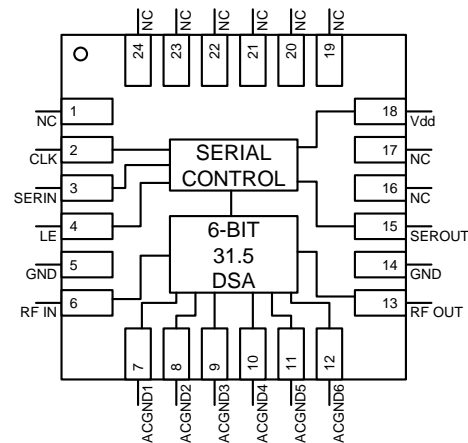 NC NC NC NC NC NC
24 23 22 21 20 19
1 18
NC Vdd
2 17
CLK NC
SERIAL
CONTROL
3 16
SERIN NC
4 15
LE SEROUT
6-BIT
31.5
DSA
5 14
GND GND
6 13
RF IN RF OUT
7 8 9 10 11 12
ACGND1 ACGND2 ACGND3 ACGND4 ACGND5 ACGND6